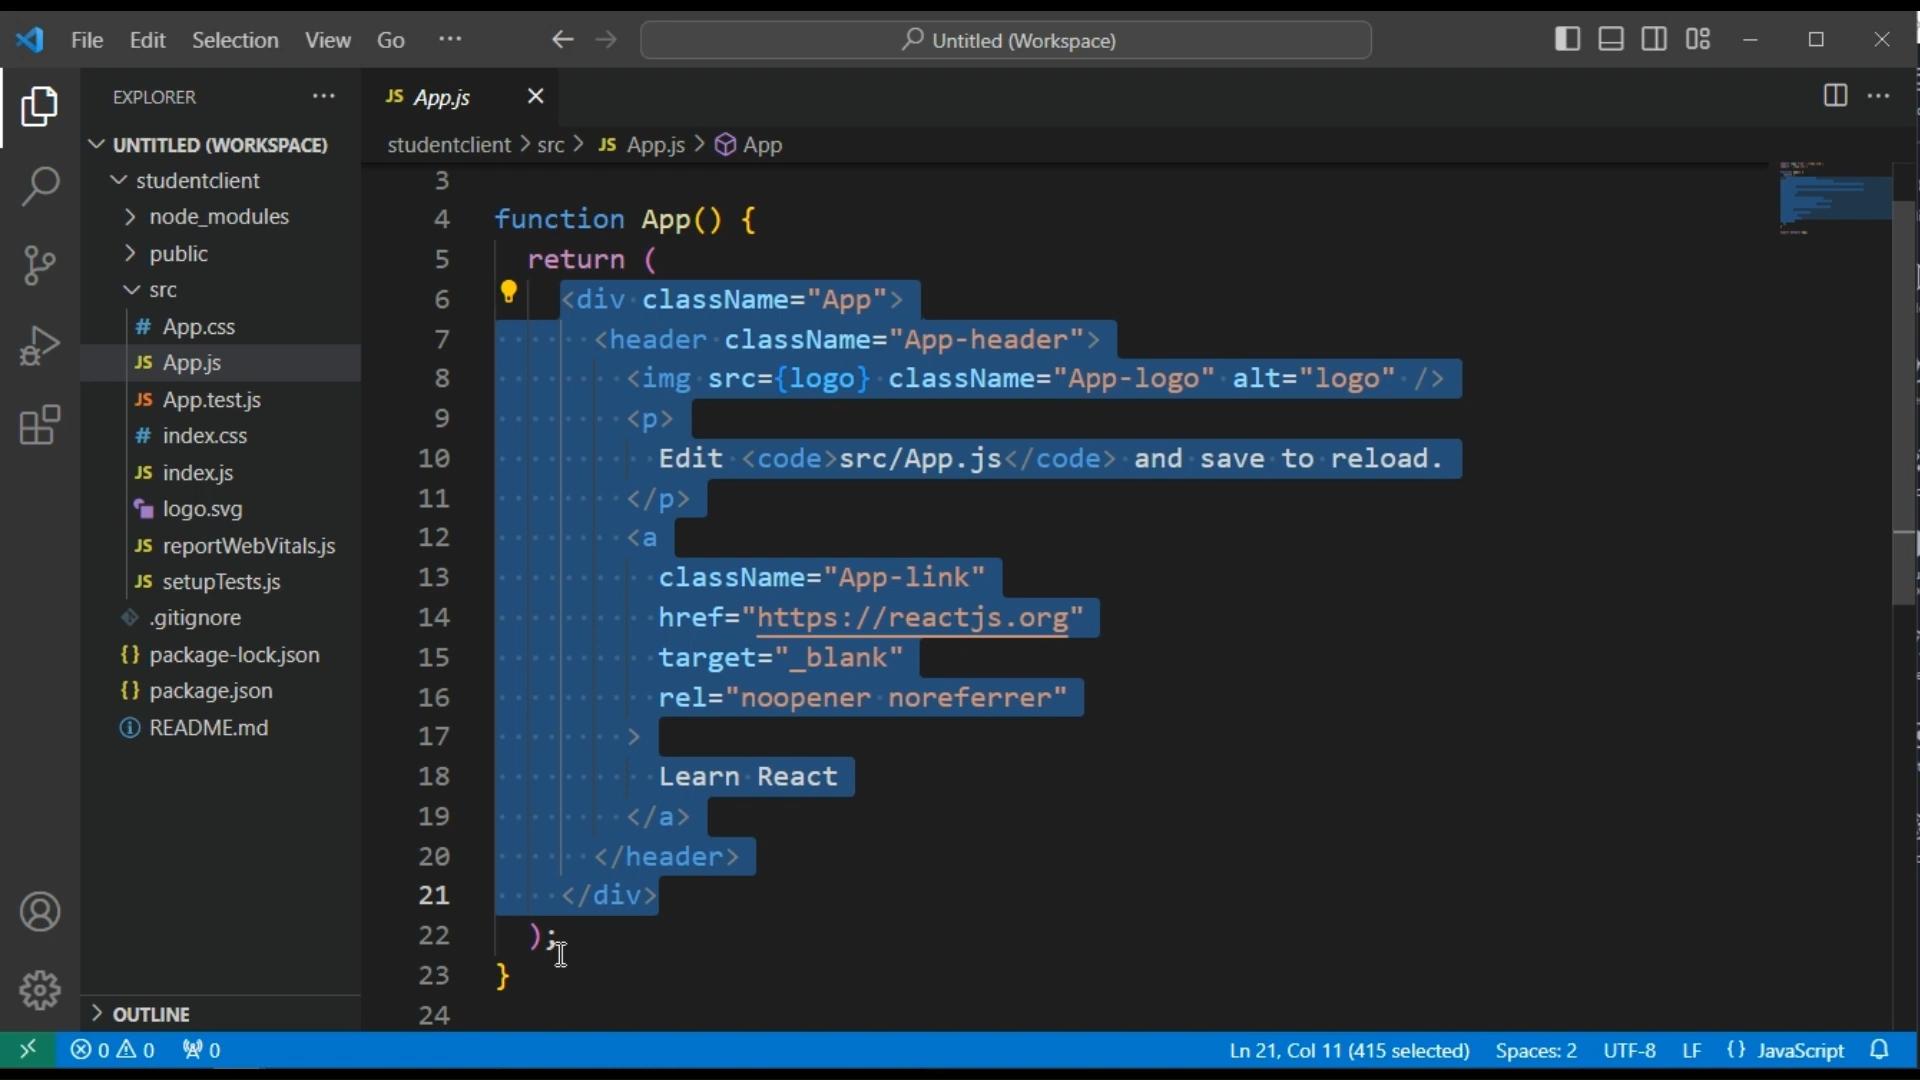 File Edit Selection View Go ···
Untitled (Workspace)
EXPLORER ···
JS App.js
UNTITLED (WORKSPACE)
studentclient > src > JS App.js > App
studentclient
node_modules
public
src
# App.css
JS App.js
JS App.test.js
# index.css
JS index.js
logo.svg
JS reportWebVitals.js
JS setupTests.js
.gitignore
{} package-lock.json
{} package.json
README.md
OUTLINE
3
4 function App() {
5 return (
6 <div className="App">
7 <header className="App-header">
8 <img src={logo} className="App-logo" alt="logo" />
9 <p>
10 Edit <code>src/App.js</code> and save to reload.
11 </p>
12 <a
13 className="App-link"
14 href="https://reactjs.org"
15 target="_blank"
16 rel="noopener noreferrer"
17 >
18 Learn React
19 </a>
20 </header>
21 </div>
22 );
23 }
24
0 0 0
Ln 21, Col 11 (415 selected) Spaces: 2 UTF-8 LF {} JavaScript